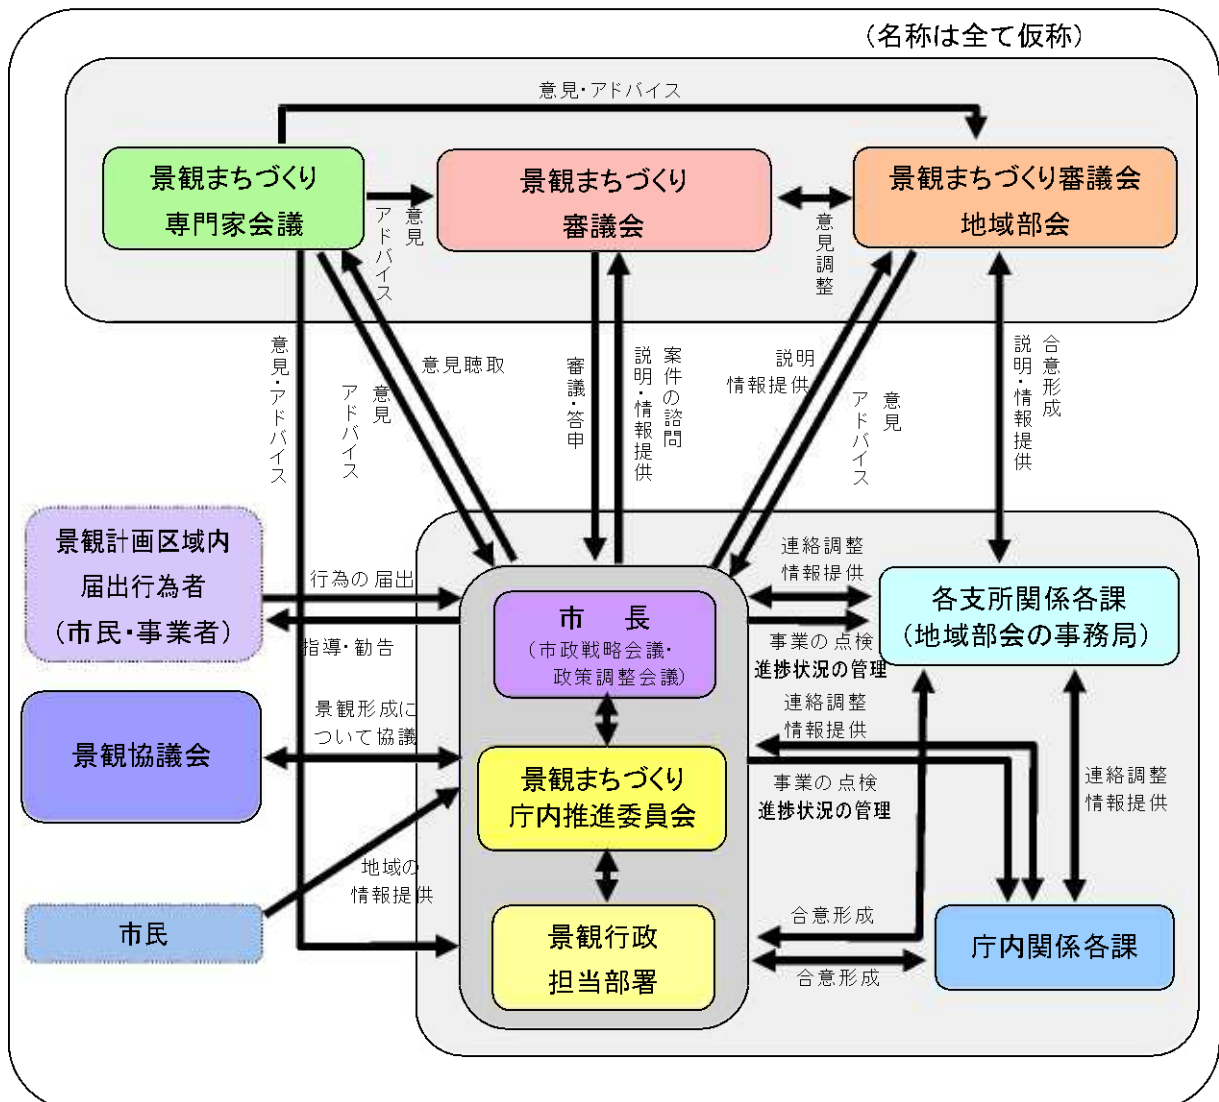 （名称は全て仮称）
意見・アドバイス
景観まちづくり
専門家会議
景観まちづくり
審議会
景観まちづくり審議会
地域部会
意見
アドバイス
意見調整
意見・アドバイス
意見
アドバイス
意見聴取
審議・答申
案件の諮問
説明・情報提供
説明
情報提供
意見
アドバイス
合意形成
説明・情報提供
景観計画区域内
届出行為者
（市民・事業者）
行為の届出
指導・勧告
市　長
（市政戦略会議・
政策調整会議）
連絡調整
情報提供
事業の点検
進捗状況の管理
各支所関係各課
（地域部会の事務局）
景観協議会
景観形成に
ついて協議
景観まちづくり
庁内推進委員会
連絡調整
情報提供
事業の点検
進捗状況の管理
連絡調整
情報提供
市民
地域の
情報提供
景観行政
担当部署
合意形成
合意形成
庁内関係各課